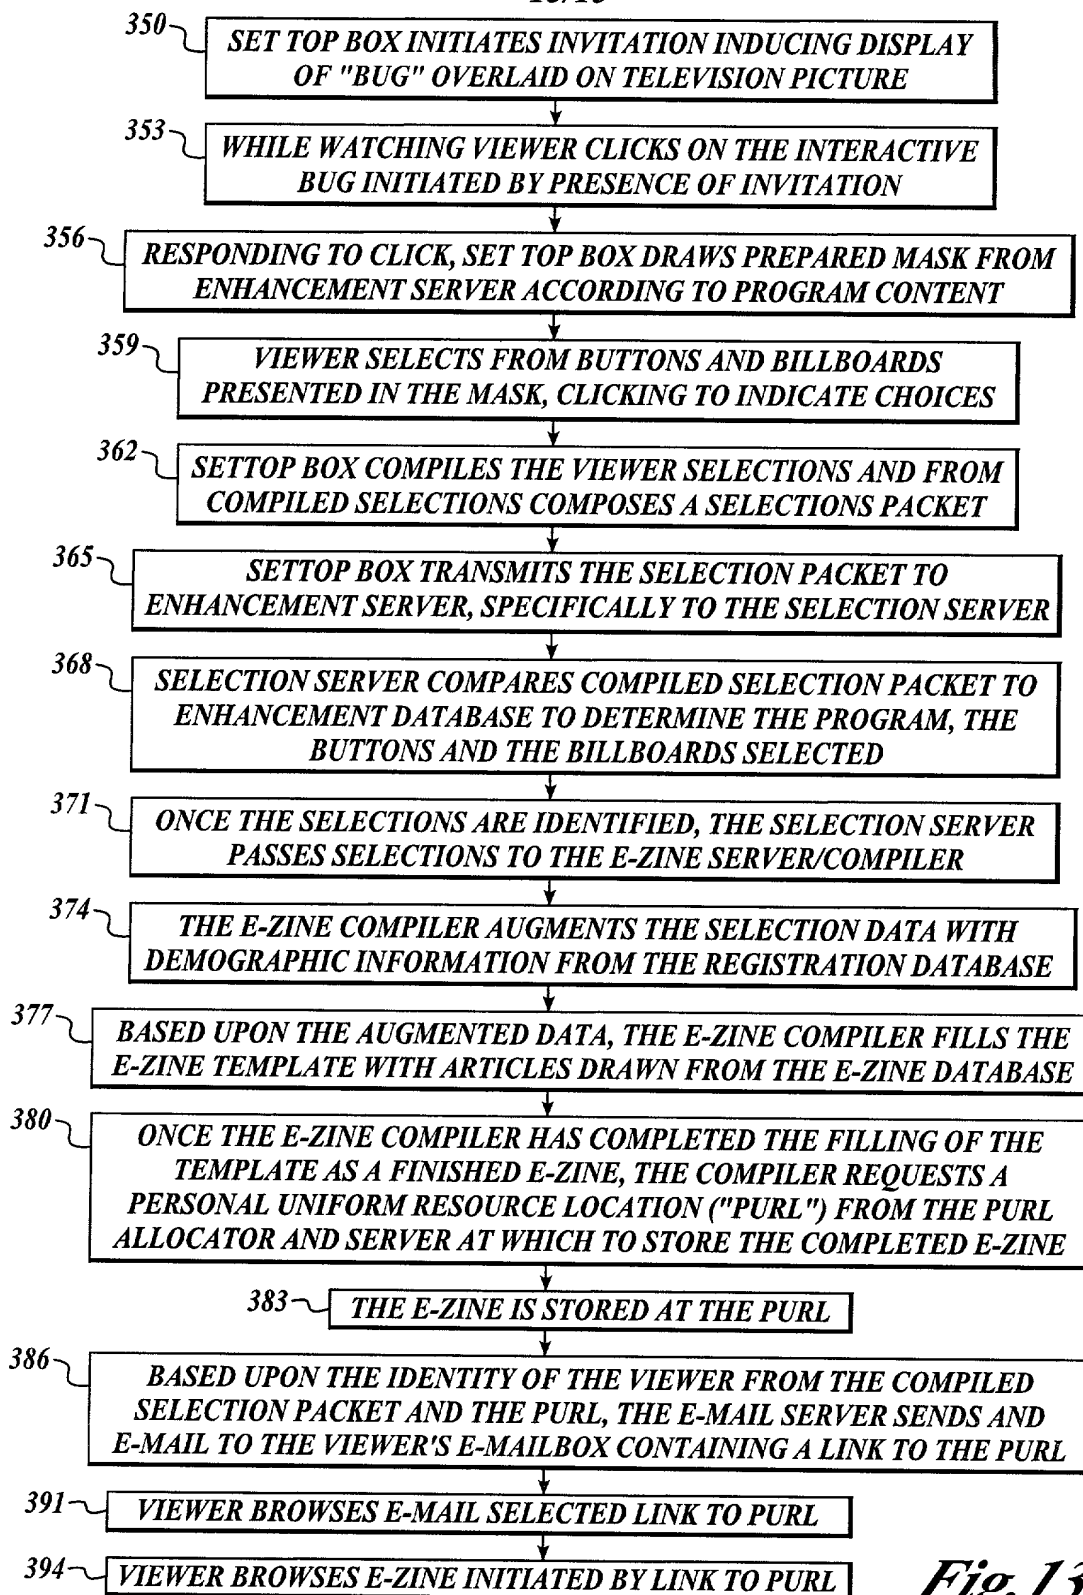 350
SET TOP BOX INITIATES INVITATION INDUCING DISPLAY
OF "BUG" OVERLAID ON TELEVISION PICTURE
353
WHILE WATCHING VIEWER CLICKS ON THE INTERACTIVE
BUG INITIATED BY PRESENCE OF INVITATION
356
RESPONDING TO CLICK, SET TOP BOX DRAWS PREPARED MASK FROM
ENHANCEMENT SERVER ACCORDING TO PROGRAM CONTENT
359
VIEWER SELECTS FROM BUTTONS AND BILLBOARDS
PRESENTED IN THE MASK, CLICKING TO INDICATE CHOICES
362
SETTOP BOX COMPILES THE VIEWER SELECTIONS AND FROM
COMPILED SELECTIONS COMPOSES A SELECTIONS PACKET
365
SETTOP BOX TRANSMITS THE SELECTION PACKET TO
ENHANCEMENT SERVER, SPECIFICALLY TO THE SELECTION SERVER
368
SELECTION SERVER COMPARES COMPILED SELECTION PACKET TO
ENHANCEMENT DATABASE TO DETERMINE THE PROGRAM, THE
BUTTONS AND THE BILLBOARDS SELECTED
371
ONCE THE SELECTIONS ARE IDENTIFIED, THE SELECTION SERVER
PASSES SELECTIONS TO THE E-ZINE SERVER/COMPILER
374
THE E-ZINE COMPILER AUGMENTS THE SELECTION DATA WITH
DEMOGRAPHIC INFORMATION FROM THE REGISTRATION DATABASE
377
BASED UPON THE AUGMENTED DATA, THE E-ZINE COMPILER FILLS THE
E-ZINE TEMPLATE WITH ARTICLES DRAWN FROM THE E-ZINE DATABASE
380
ONCE THE E-ZINE COMPILER HAS COMPLETED THE FILLING OF THE
TEMPLATE AS A FINISHED E-ZINE, THE COMPILER REQUESTS A
PERSONAL UNIFORM RESOURCE LOCATION ("PURL") FROM THE PURL
ALLOCATOR AND SERVER AT WHICH TO STORE THE COMPLETED E-ZINE
383
THE E-ZINE IS STORED AT THE PURL
386
BASED UPON THE IDENTITY OF THE VIEWER FROM THE COMPILED
SELECTION PACKET AND THE PURL, THE E-MAIL SERVER SENDS AND
E-MAIL TO THE VIEWER'S E-MAILBOX CONTAINING A LINK TO THE PURL
391
VIEWER BROWSES E-MAIL SELECTED LINK TO PURL
394
VIEWER BROWSES E-ZINE INITIATED BY LINK TO PURL
Fig.13